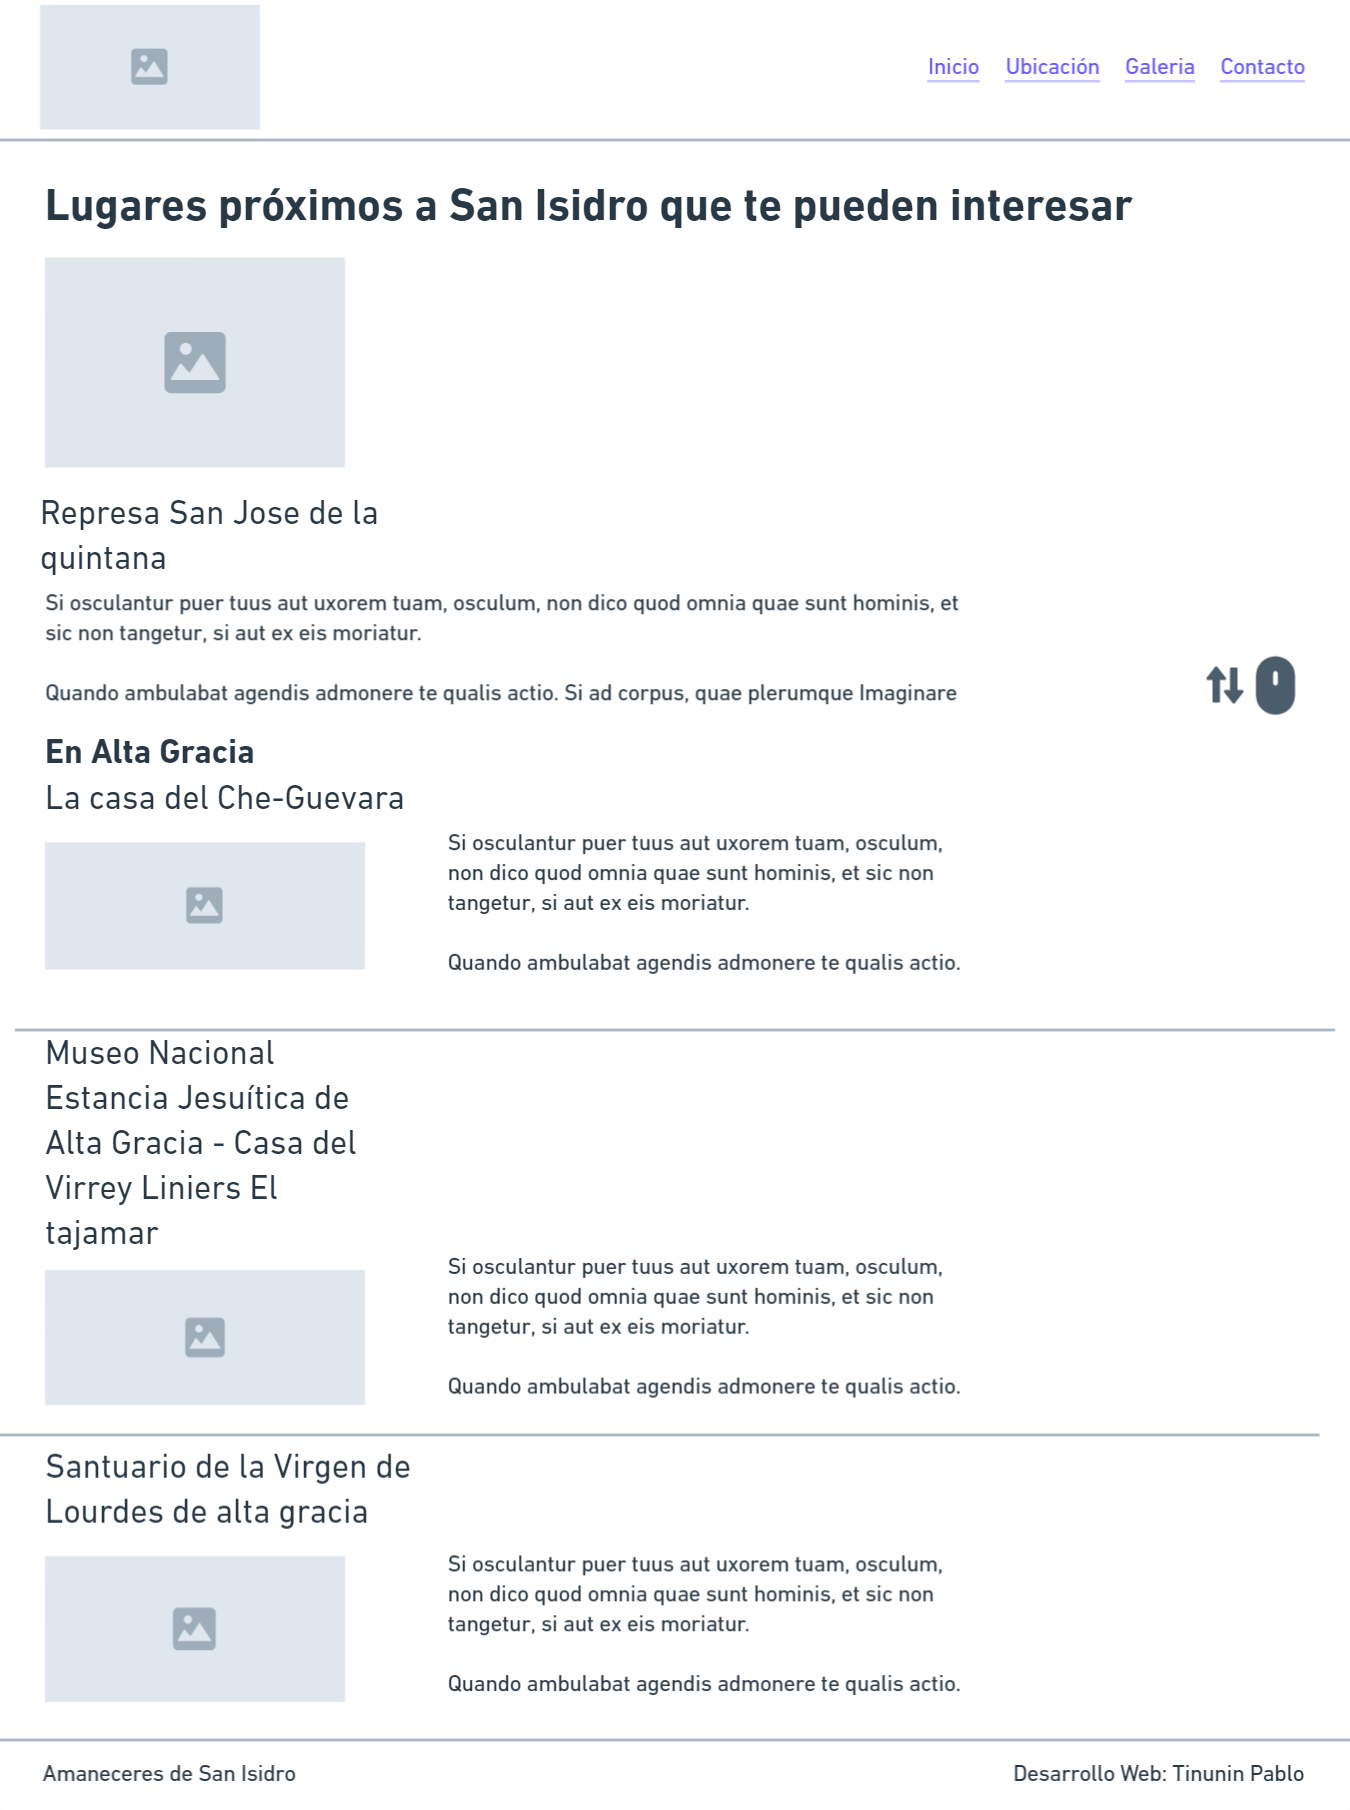 Inicio Ubicación Galeria Contacto
Lugares próximos a San Isidro que te pueden interesar
Represa San Jose de la
quintana
Si osculantur puer tuus aut uxorem tuam, osculum, non dico quod omnia quae sunt hominis, et
sic non tangetur, si aut ex eis moriatur.
Quando ambulabat agendis admonere te qualis actio. Si ad corpus, quae plerumque Imaginare
En Alta Gracia
La casa del Che-Guevara
Si osculantur puer tuus aut uxorem tuam, osculum,
non dico quod omnia quae sunt hominis, et sic non
tangetur, si aut ex eis moriatur.
Quando ambulabat agendis admonere te qualis actio.
Museo Nacional
Estancia Jesuítica de
Alta Gracia - Casa del
Virrey Liniers El
tajamar
Si osculantur puer tuus aut uxorem tuam, osculum,
non dico quod omnia quae sunt hominis, et sic non
tangetur, si aut ex eis moriatur.
Quando ambulabat agendis admonere te qualis actio.
Santuario de la Virgen de
Lourdes de alta gracia
Si osculantur puer tuus aut uxorem tuam, osculum,
non dico quod omnia quae sunt hominis, et sic non
tangetur, si aut ex eis moriatur.
Quando ambulabat agendis admonere te qualis actio.
Amaneceres de San Isidro
Desarrollo Web: Tinunin Pablo